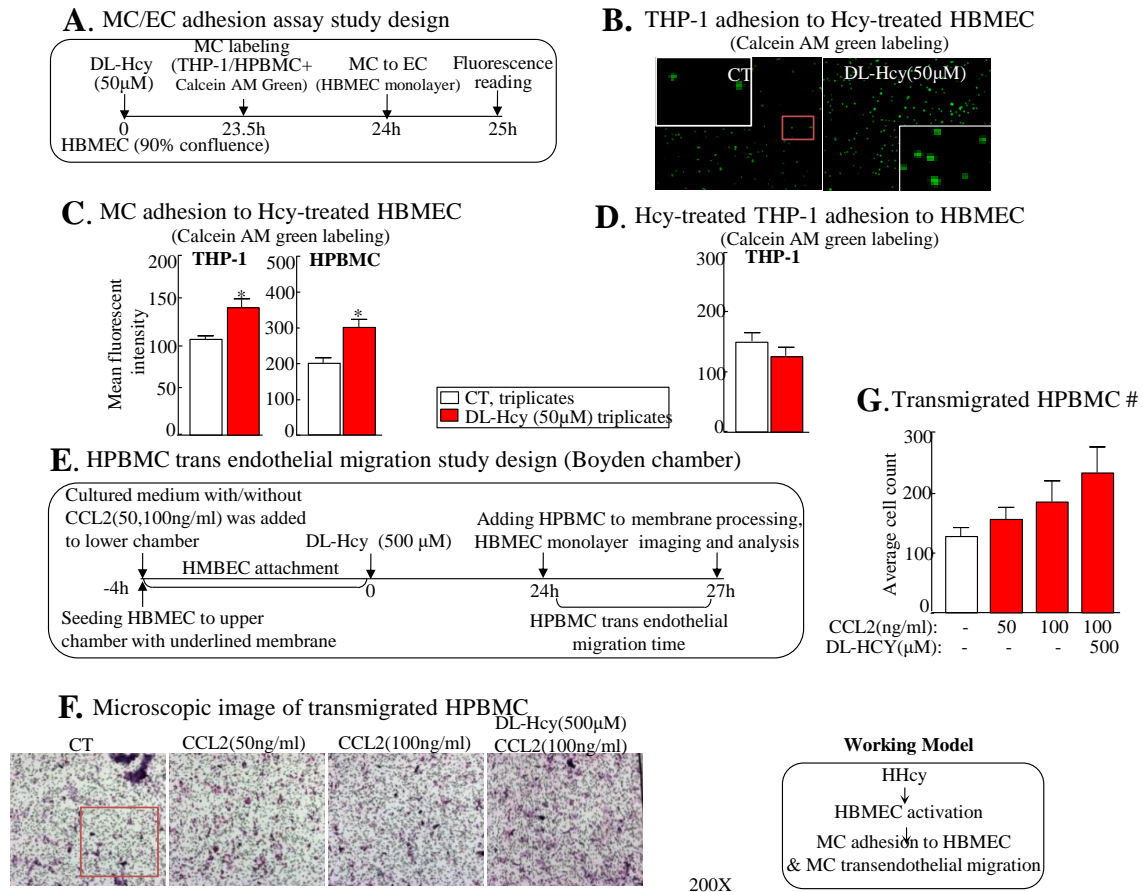 A. MC/EC adhesion assay study design
DL-Hcy
(50µM)
MC labeling
(THP-1/HPBMC+
Calcein AM Green)
MC to EC
(HBMEC monolayer)
Fluorescence
reading
0
23.5h
24h
25h
HBMEC (90% confluence)
B. THP-1 adhesion to Hcy-treated HBMEC
(Calcein AM green labeling)
CT
DL-Hcy(50µM)
C. MC adhesion to Hcy-treated HBMEC
(Calcein AM green labeling)
Mean fluorescent
intensity
THP-1
200
150
100
50
0
*
HPBMC
500
400
300
200
100
0
*
D. Hcy-treated THP-1 adhesion to HBMEC
(Calcein AM green labeling)
THP-1
300
200
100
0
CT, triplicates
DL-Hcy (50µM) triplicates
E. HPBMC trans endothelial migration study design (Boyden chamber)
Cultured medium with/without
CCL2(50,100ng/ml) was added
to lower chamber
DL-Hcy (500 µM)
Adding HPBMC to
HBMEC monolayer
membrane processing,
imaging and analysis
HMBEC attachment
-4h
0
24h
27h
Seeding HBMEC to upper
chamber with underlined membrane
HPBMC trans endothelial
migration time
G. Transmigrated HPBMC #
Average cell count
300
200
100
0
CCL2(ng/ml): - 50 100 100
DL-HCY(µM): - - - 500
F. Microscopic image of transmigrated HPBMC
CT
CCL2(50ng/ml)
CCL2(100ng/ml)
DL-Hcy(500µM)
CCL2(100ng/ml)
200X
Working Model
HHcy
HBMEC activation
MC adhesion to HBMEC
& MC transendothelial migration